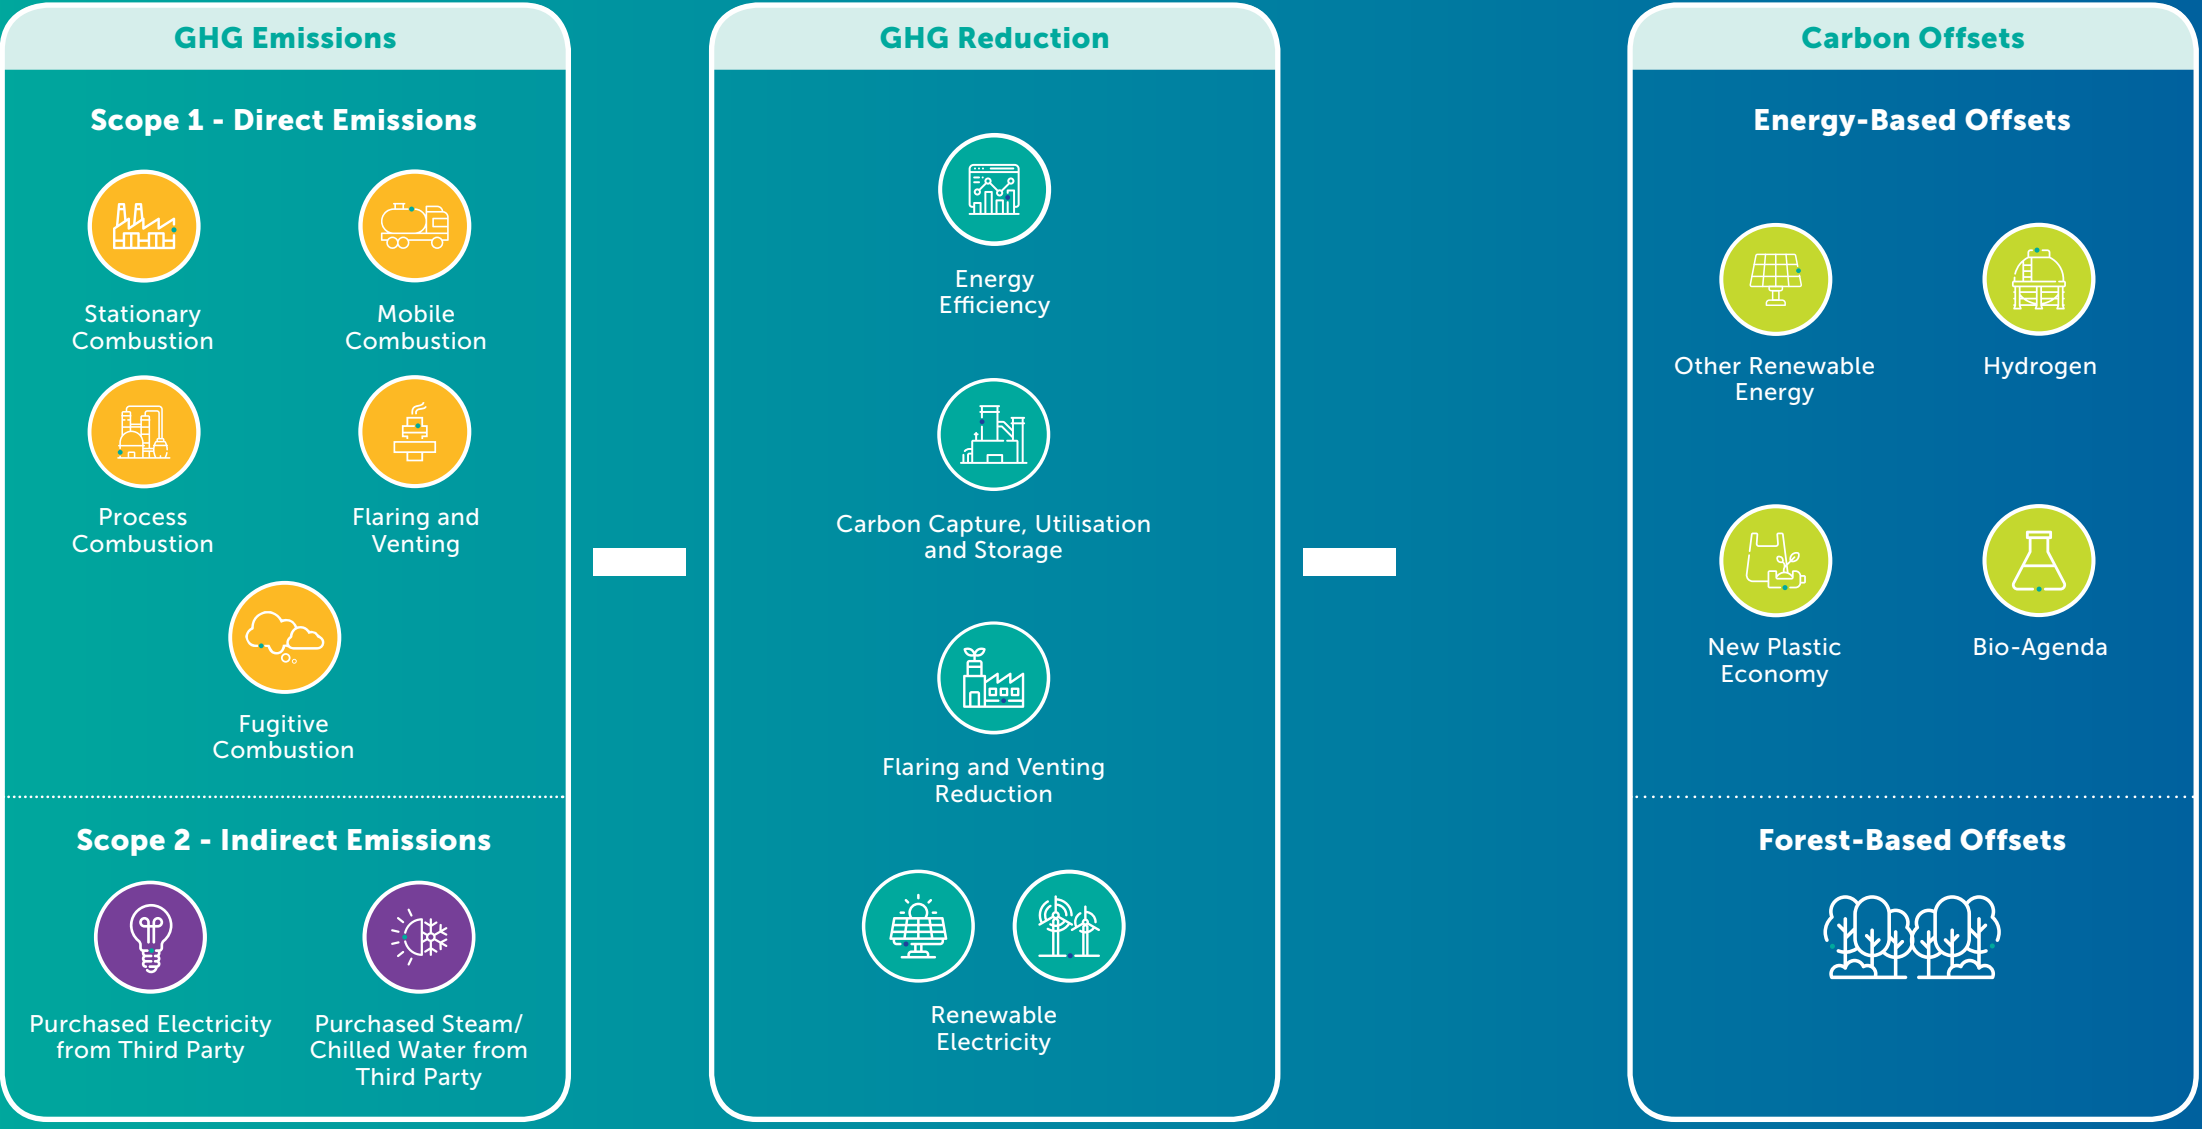 GHG Emissions
Scope 1 - Direct Emissions
Stationary
Combustion
Mobile
Combustion
Process
Combustion
Flaring and
Venting
Fugitive
Combustion
Scope 2 - Indirect Emissions
Purchased Electricity
from Third Party
Purchased Steam/
Chilled Water from
Third Party
GHG Reduction
Energy
Efficiency
Carbon Capture, Utilisation
and Storage
Flaring and Venting
Reduction
Renewable
Electricity
Carbon Offsets
Energy-Based Offsets
Other Renewable
Energy
Hydrogen
New Plastic
Economy
Bio-Agenda
Forest-Based Offsets